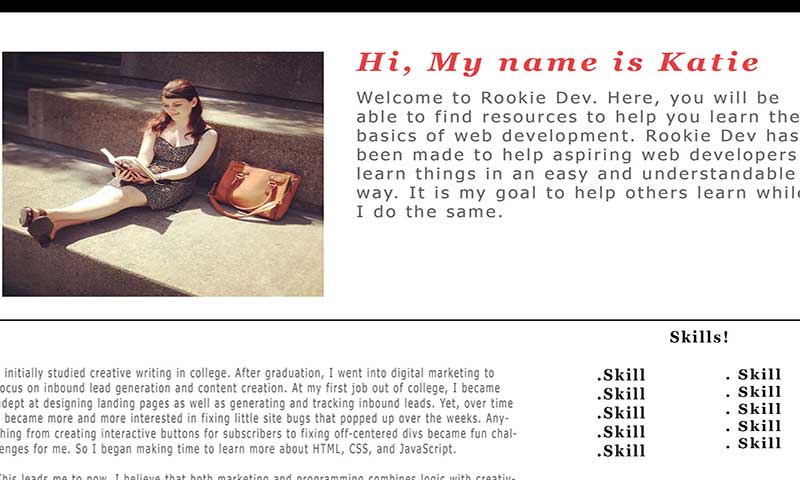 Hi, My name is Katie
Welcome to Rookie Dev. Here, you will be
able to find resources to help you learn the
basics of web development. Rookie Dev has
been made to help aspiring web developers
learn things in an easy and understandable
way. It is my goal to help others learn while
I do the same.
Skills!
initially studied creative writing in college. After graduation, I went into digital marketing to
ocus on inbound lead generation and content creation. At my first job out of college, I became
adept at designing landing pages as well as generating and tracking inbound leads. Yet, over time
became more and more interested in fixing little site bugs that popped up over the weeks. Any-
thing from creating interactive buttons for subscribers to fixing off-centered divs became fun chal-
enges for me. So I began making time to learn more about HTML, CSS, and JavaScript.
This leads me to now. I believe that both marketing and programming combines logic with creativ-
.Skill
.Skill
.Skill
.Skill
.Skill
. Skill
. Skill
. Skill
. Skill
. Skill